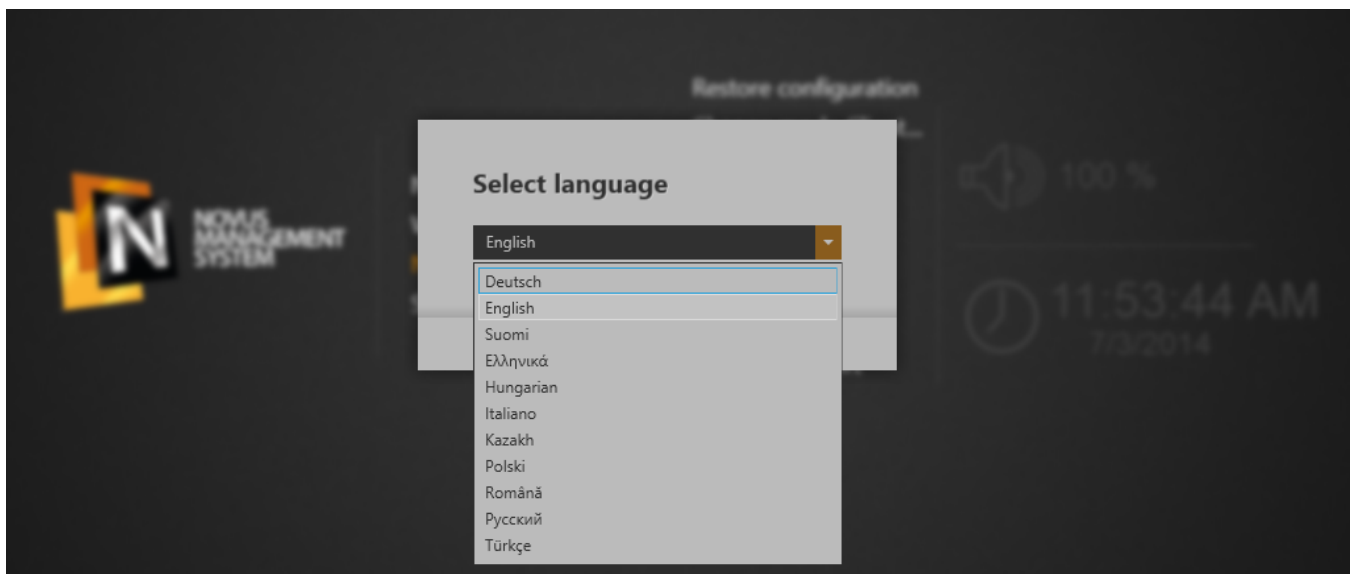 Restore configuration
100 %
Select language
NOVUS
MANAGEMENT
SYSTEM
English
Deutsch
English
11:53:44 AM
7/3/2014
Suomi
Ελληνικά
Hungarian
Italiano
Kazakh
Polski
Română
Русский
Türkçe